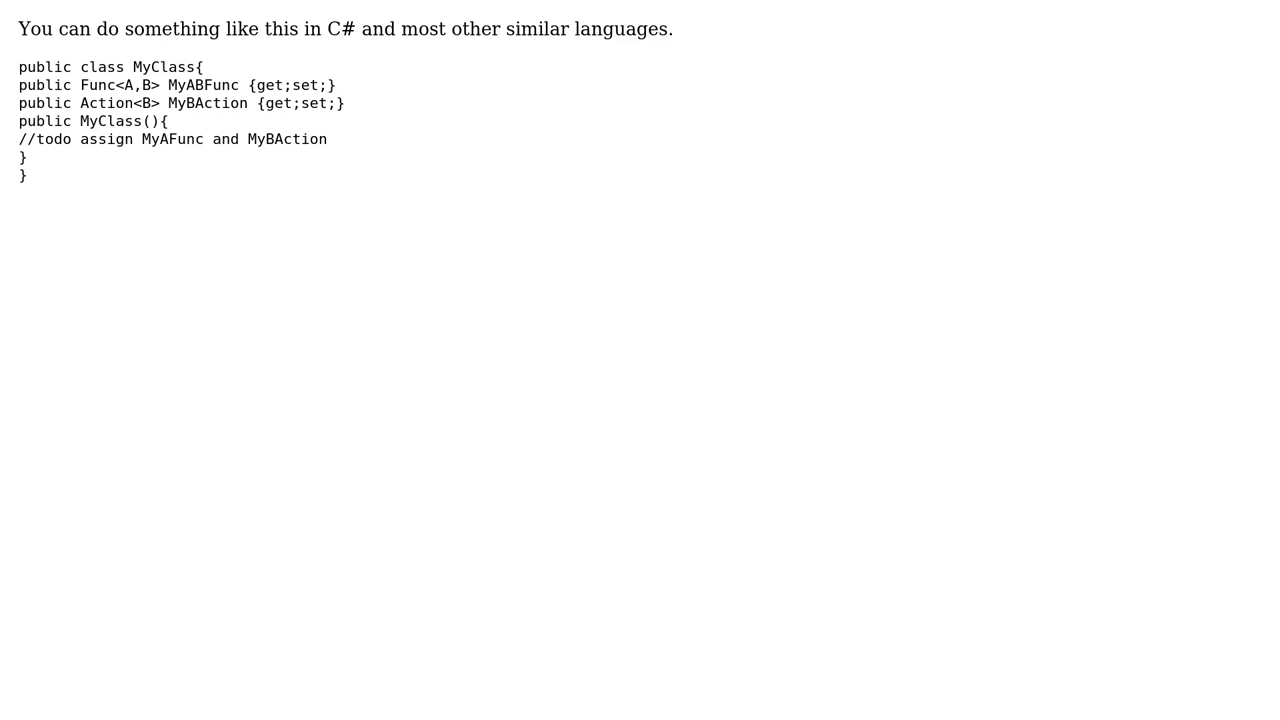 You can do something like this in C# and most other similar languages.
public class MyClass{
public Func<A,B> MyABFunc {get;set;}
public Action<B> MyBAction {get;set;}
public MyClass(){
//todo assign MyAFunc and MyBAction
}
}